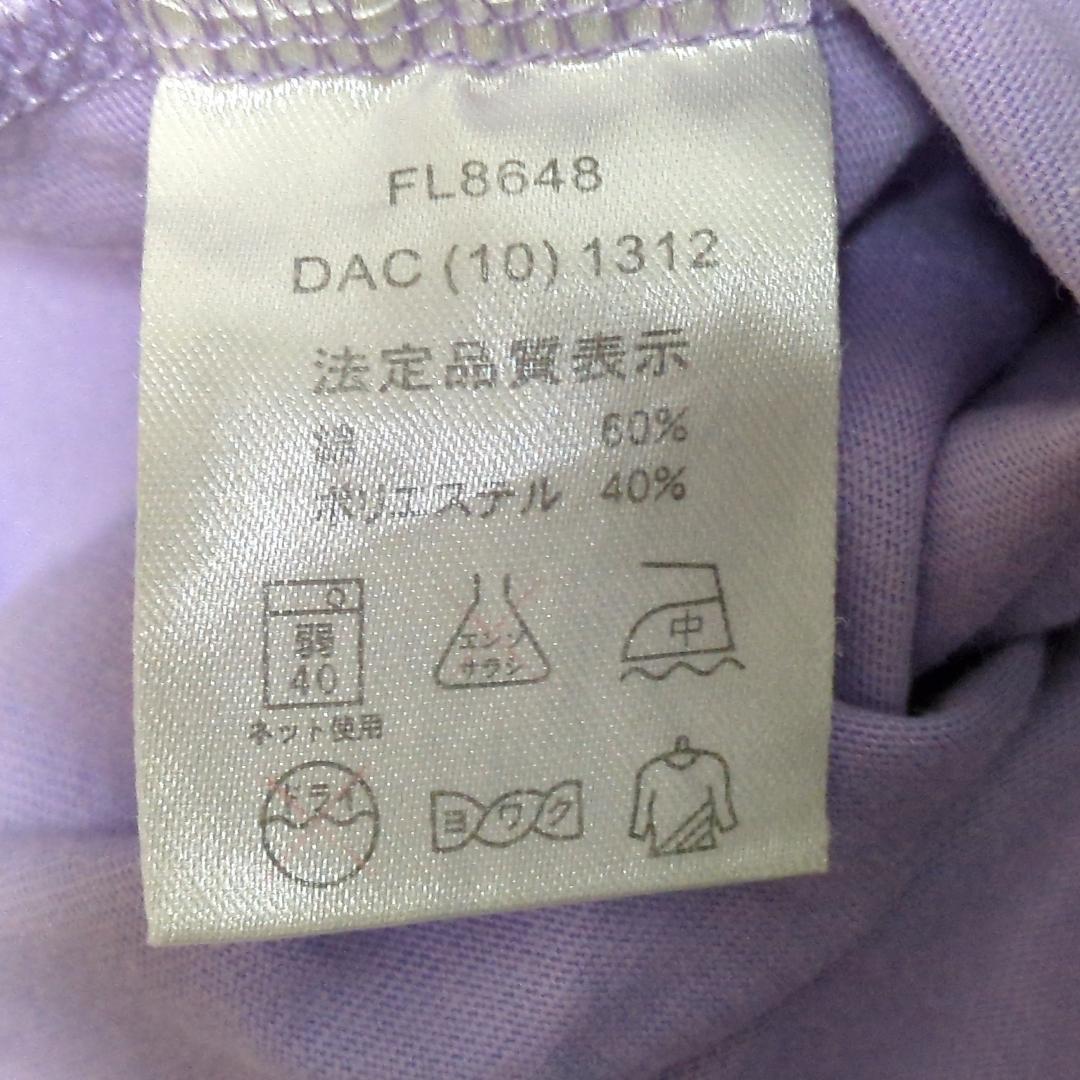 FL8648
DAC (10) 1312
法定品質表示
綿 60%
ポリエステル 40%
弱
40
ネット使用
エンソ
サラシ
中
ドライ
ヨワク